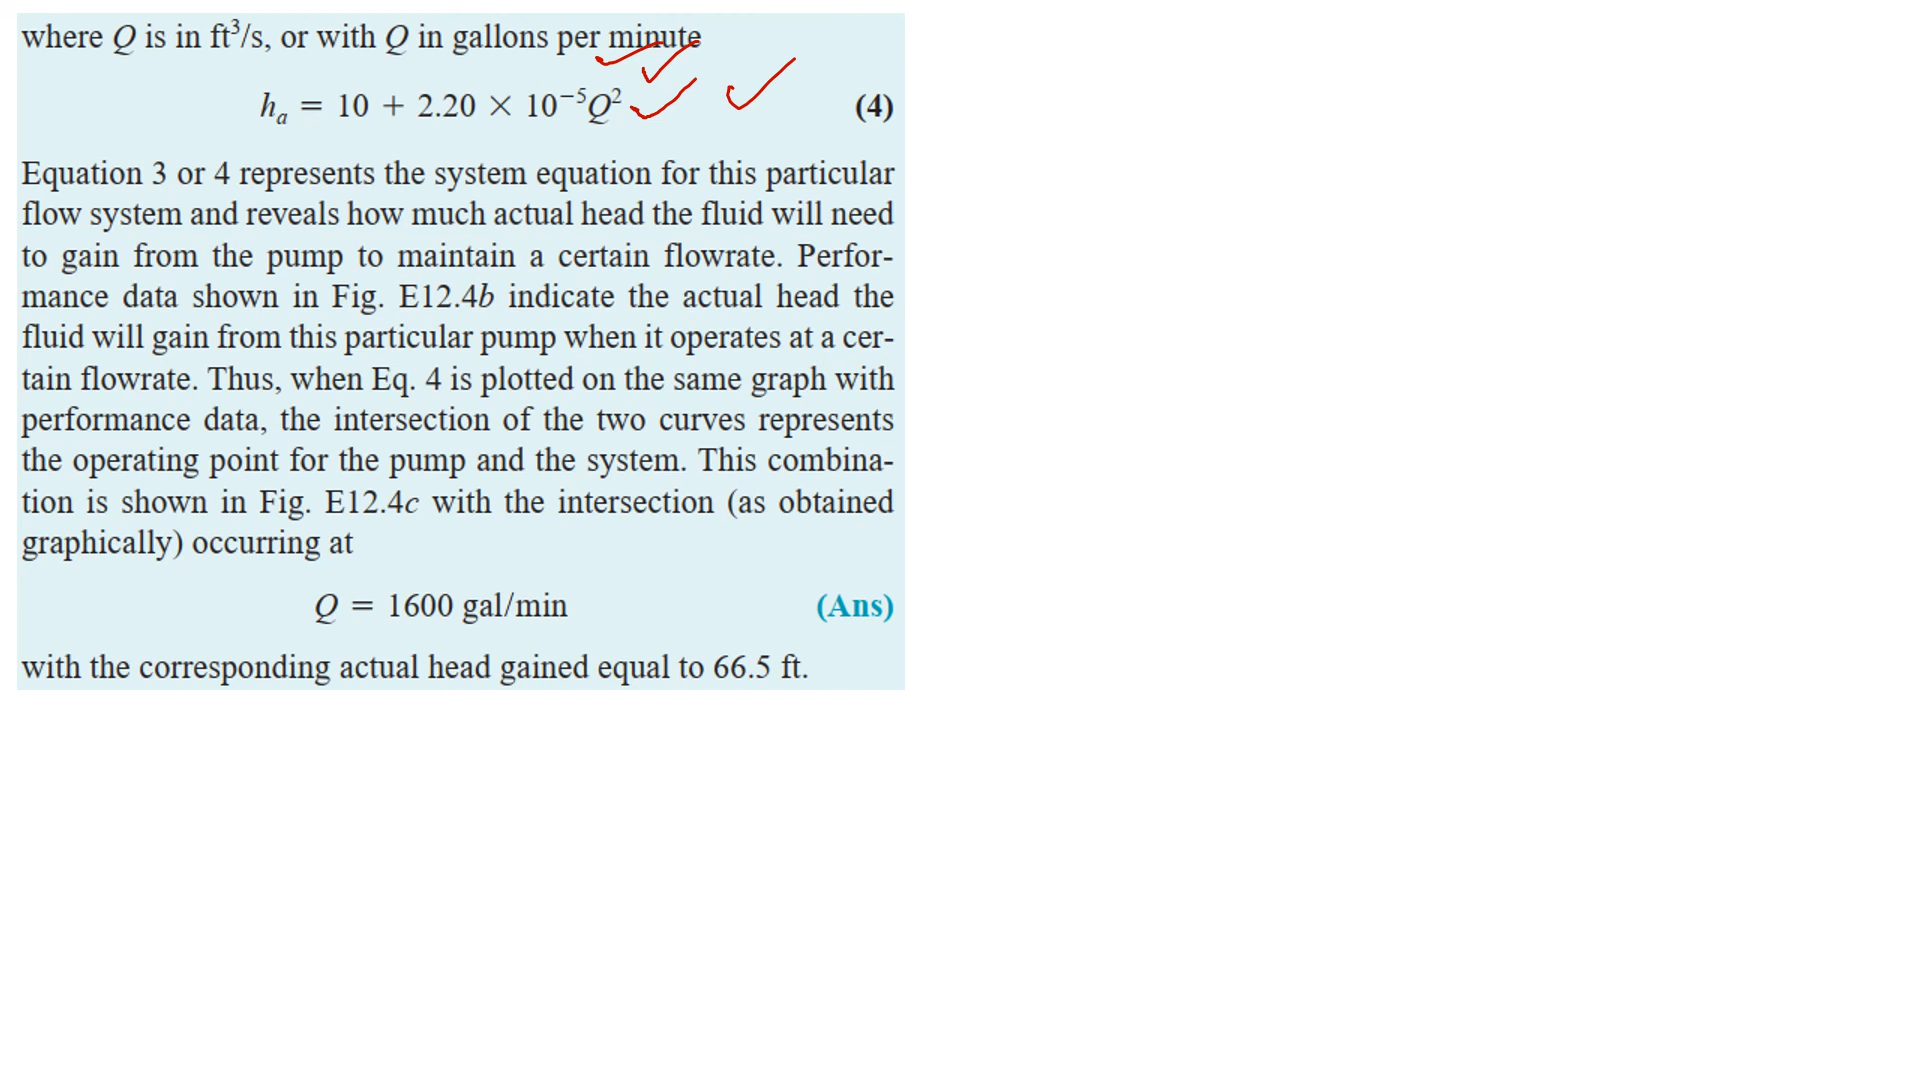 where Q is in ft³/s, or with Q in gallons per minute
hₐ = 10 + 2.20 × 10⁻⁵Q² (4)
Equation 3 or 4 represents the system equation for this particular
flow system and reveals how much actual head the fluid will need
to gain from the pump to maintain a certain flowrate. Perfor-
mance data shown in Fig. E12.4b indicate the actual head the
fluid will gain from this particular pump when it operates at a cer-
tain flowrate. Thus, when Eq. 4 is plotted on the same graph with
performance data, the intersection of the two curves represents
the operating point for the pump and the system. This combina-
tion is shown in Fig. E12.4c with the intersection (as obtained
graphically) occurring at
Q = 1600 gal/min (Ans)
with the corresponding actual head gained equal to 66.5 ft.